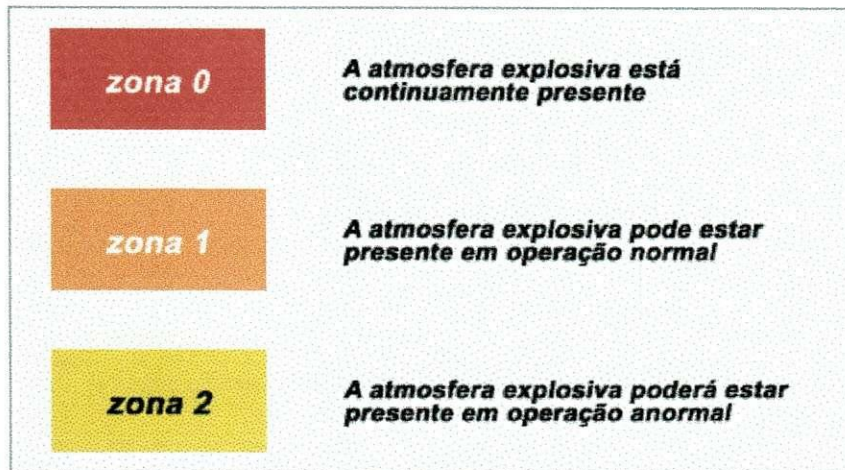 zona 0
A atmosfera explosiva está
continuamente presente
zona 1
A atmosfera explosiva pode estar
presente em operação normal
zona 2
A atmosfera explosiva poderá estar
presente em operação anormal